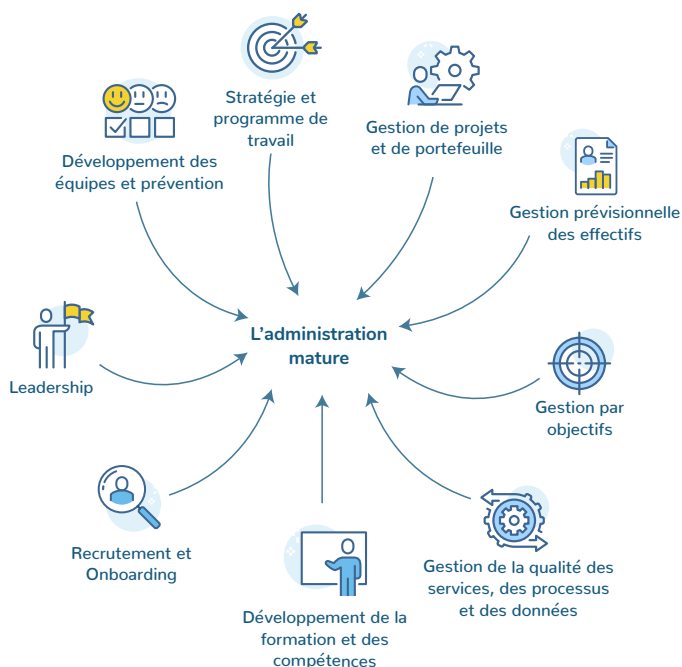 Stratégie et
programme de
travail
Gestion de projets
et de portefeuille
Développement des
équipes et prévention
Gestion prévisionnelle
des effectifs
L'administration
mature
Leadership
Gestion par
objectifs
Recrutement et
Onboarding
Gestion de la qualité des
services, des processus
et des données
Développement de la
formation et des
compétences